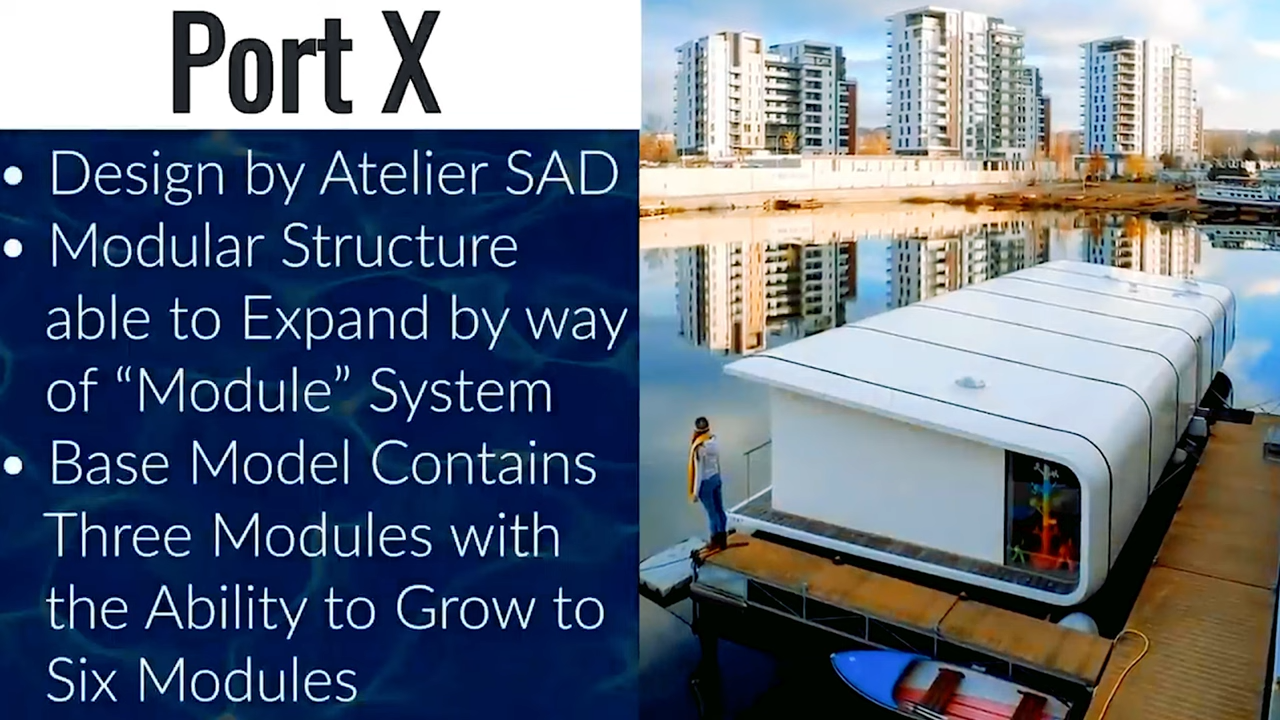 Port X
• Design by Atelier SAD
• Modular Structure
able to Expand by way
of “Module” System
• Base Model Contains
Three Modules with
the Ability to Grow to
Six Modules